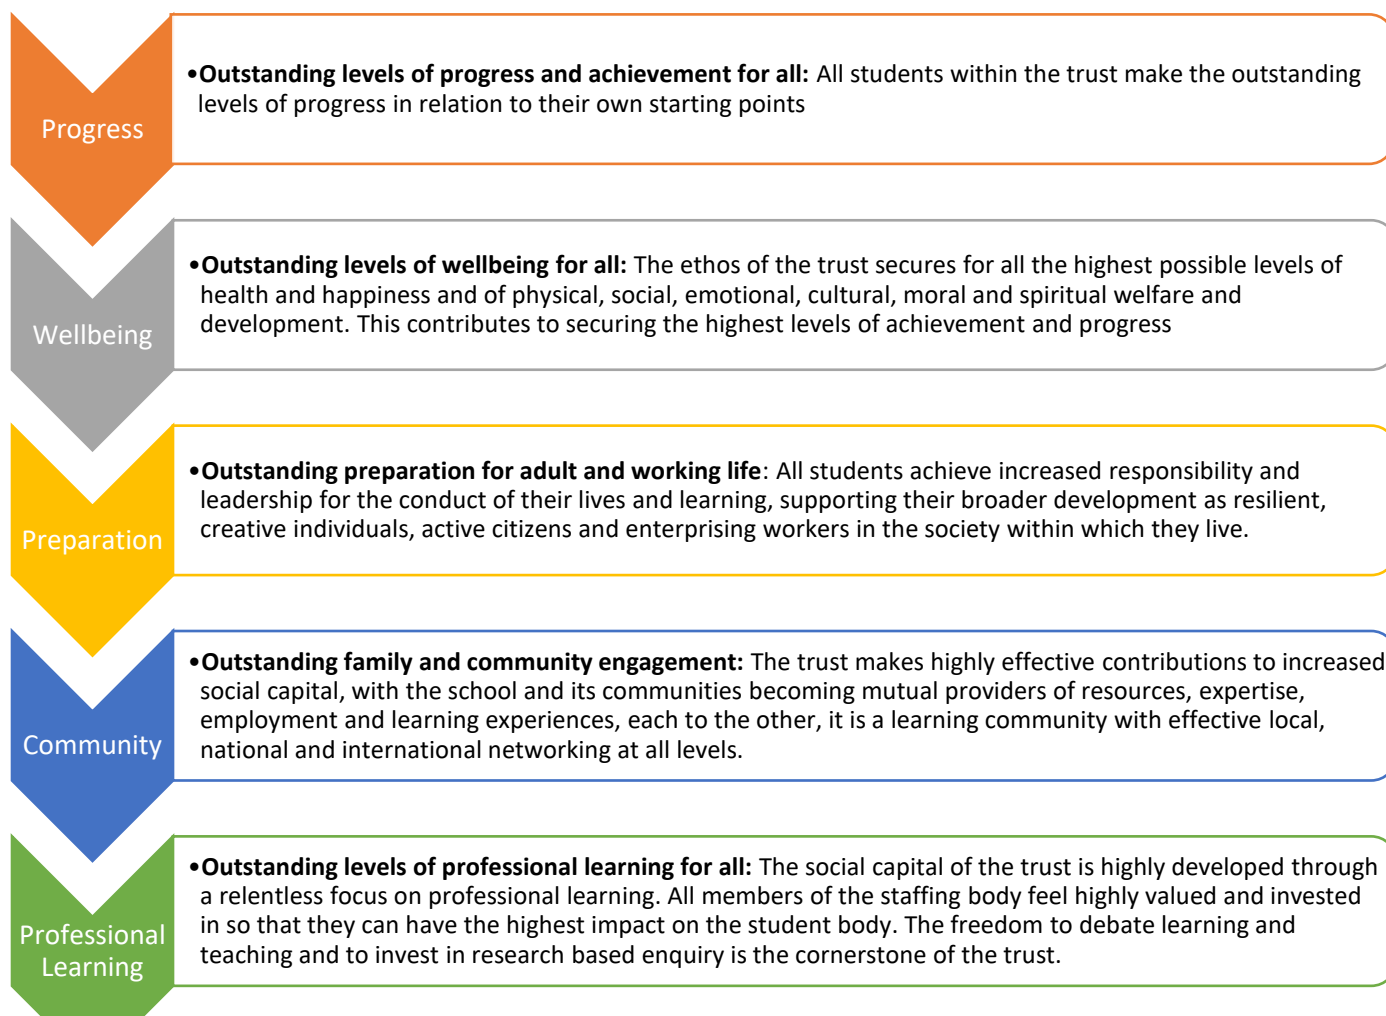 Progress
•Outstanding levels of progress and achievement for all: All students within the trust make the outstanding
levels of progress in relation to their own starting points
Wellbeing
•Outstanding levels of wellbeing for all: The ethos of the trust secures for all the highest possible levels of
health and happiness and of physical, social, emotional, cultural, moral and spiritual welfare and
development. This contributes to securing the highest levels of achievement and progress
Preparation
•Outstanding preparation for adult and working life: All students achieve increased responsibility and
leadership for the conduct of their lives and learning, supporting their broader development as resilient,
creative individuals, active citizens and enterprising workers in the society within which they live.
Community
•Outstanding family and community engagement: The trust makes highly effective contributions to increased
social capital, with the school and its communities becoming mutual providers of resources, expertise,
employment and learning experiences, each to the other, it is a learning community with effective local,
national and international networking at all levels.
Professional
Learning
•Outstanding levels of professional learning for all: The social capital of the trust is highly developed through
a relentless focus on professional learning. All members of the staffing body feel highly valued and invested
in so that they can have the highest impact on the student body. The freedom to debate learning and
teaching and to invest in research based enquiry is the cornerstone of the trust.